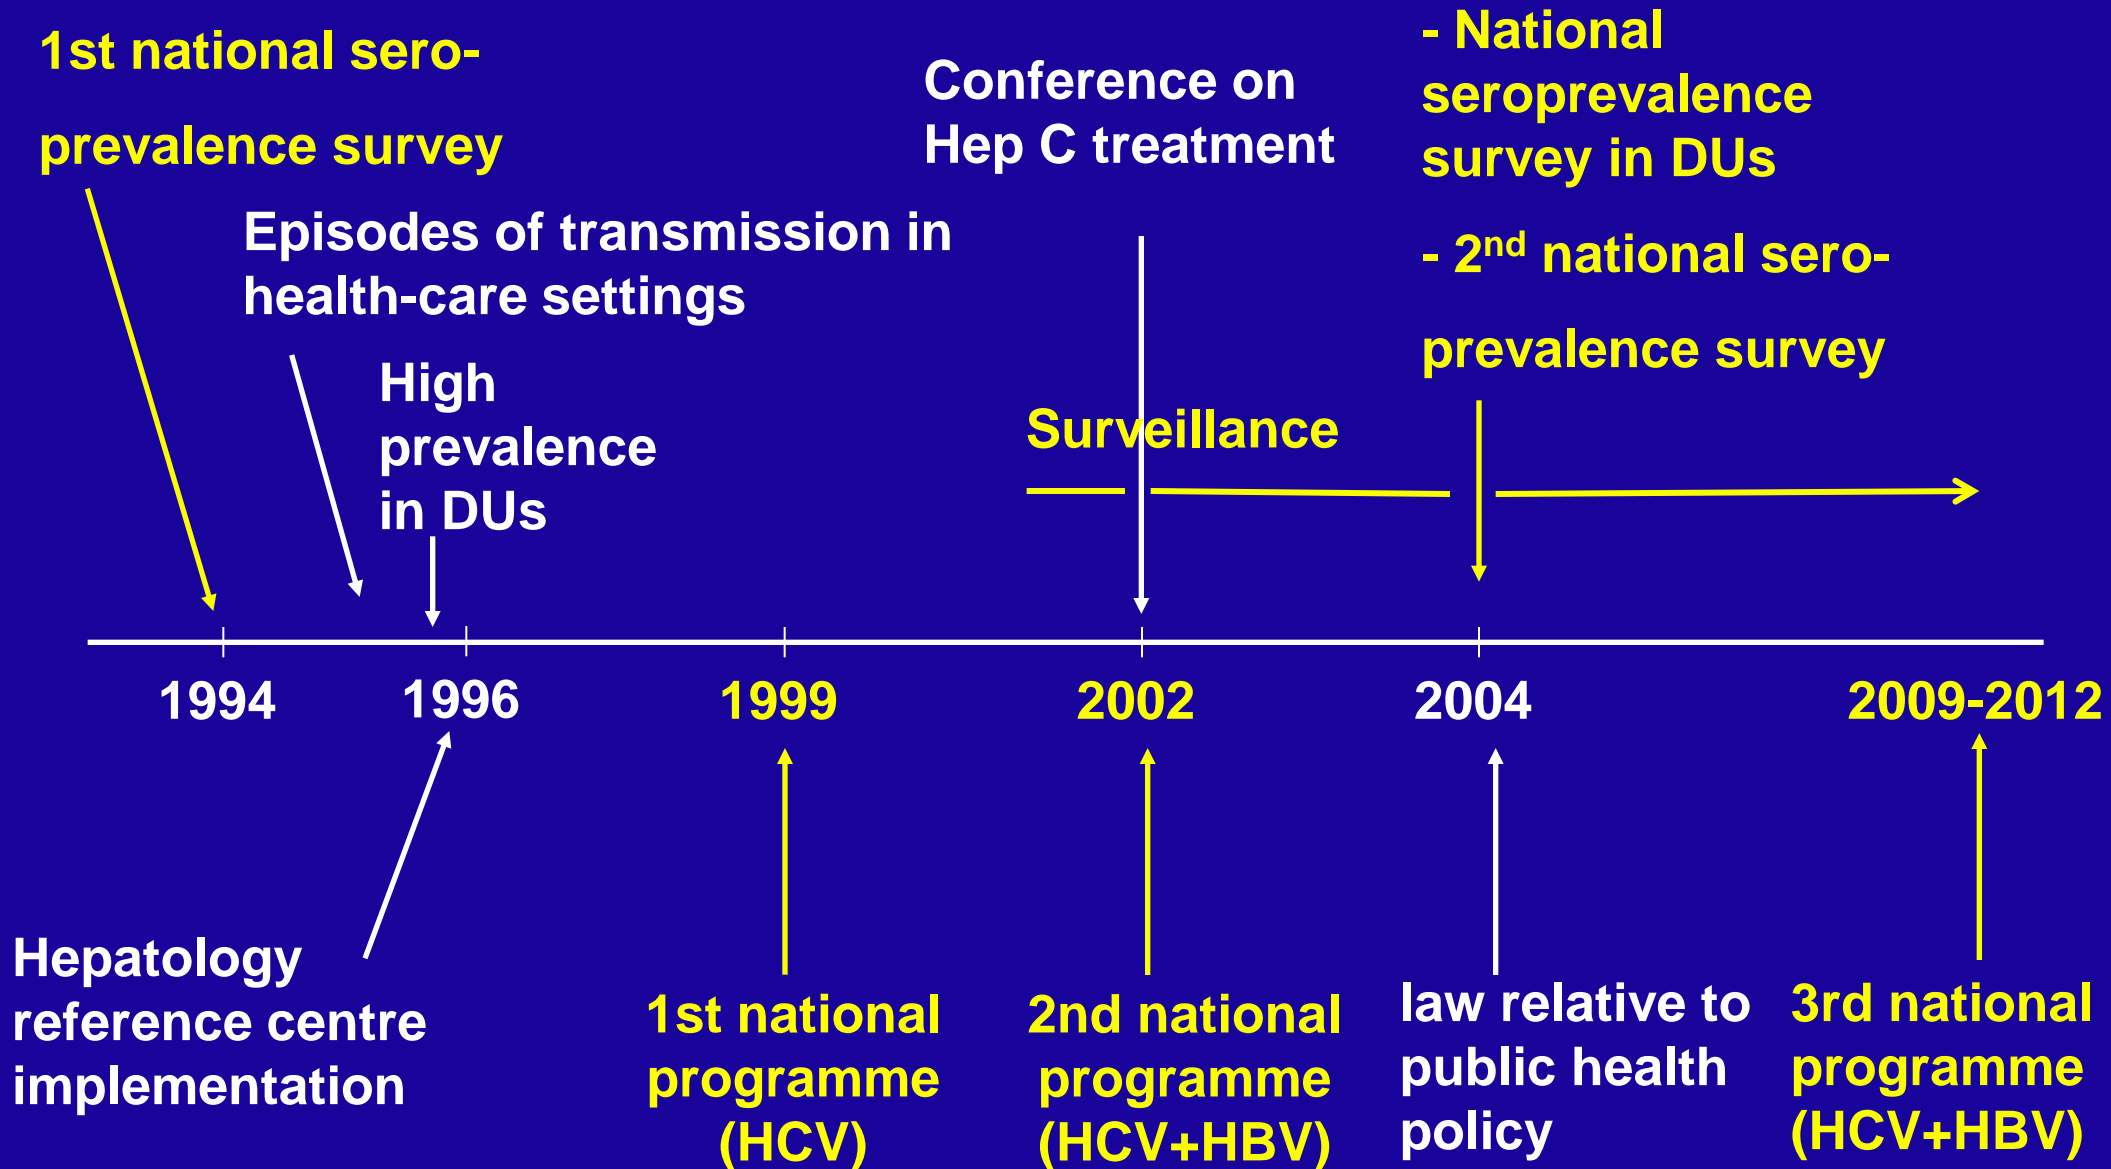 1st national sero-
prevalence survey
Episodes of transmission in
health-care settings
High
prevalence
in DUs
Conference on
Hep C treatment
- National
seroprevalence
survey in DUs
- 2nd national sero-
prevalence survey
Surveillance
1994
1996
1999
2002
2004
2009-2012
Hepatology
reference centre
implementation
1st national
programme
(HCV)
2nd national
programme
(HCV+HBV)
law relative to
public health
policy
3rd national
programme
(HCV+HBV)